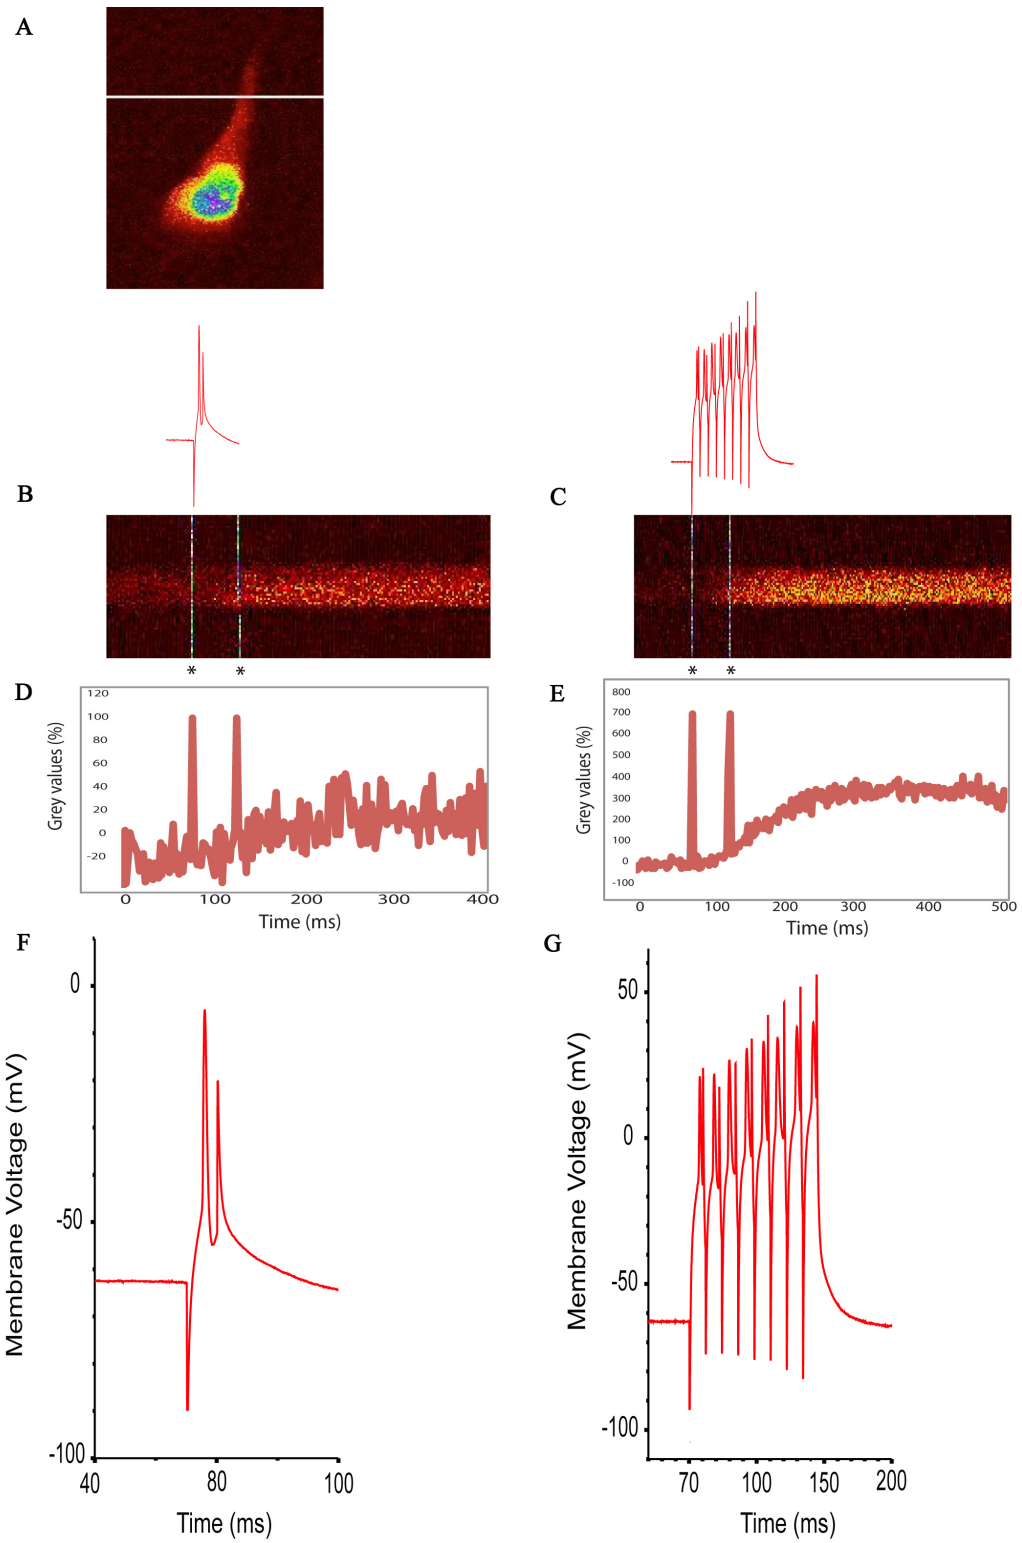 A
B
C
* *
* *
D
120
100
80
60
40
20
0
-20
Grey values (%)
0 100 200 300 400
Time (ms)
E
800
700
600
500
400
300
200
100
0
-100
Grey values (%)
0 100 200 300 400 500
Time (ms)
F
0
-50
-100
Membrane Voltage (mV)
40 80 100
Time (ms)
G
50
0
-50
-100
Membrane Voltage (mV)
70 100 150 200
Time (ms)